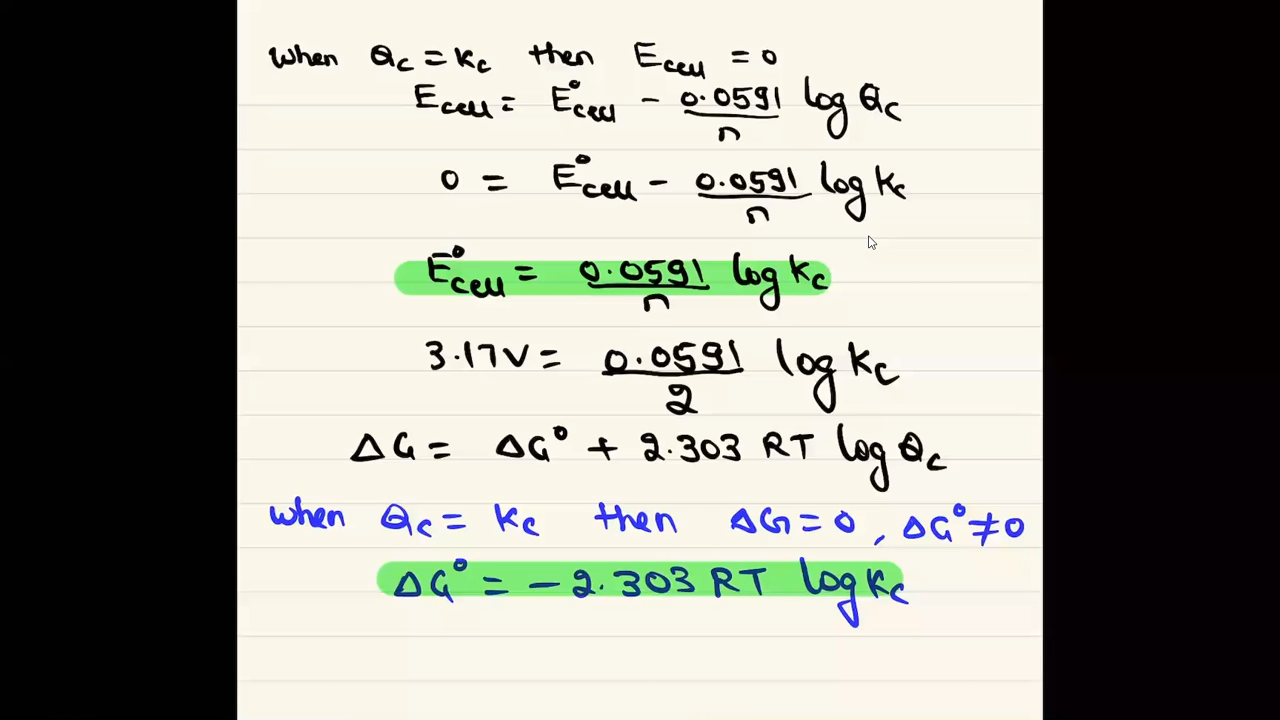 when Qc = Kc then Ecell = 0
Ecell = E°cell - 0.0591/n log Qc
0 = E°cell - 0.0591/n log Kc
E°cell = 0.0591/n log Kc
3.17V = 0.0591/2 log Kc
ΔG = ΔG° + 2.303 RT log Qc
when Qc = Kc then ΔG = 0, ΔG° ≠ 0
ΔG° = - 2.303 RT log Kc